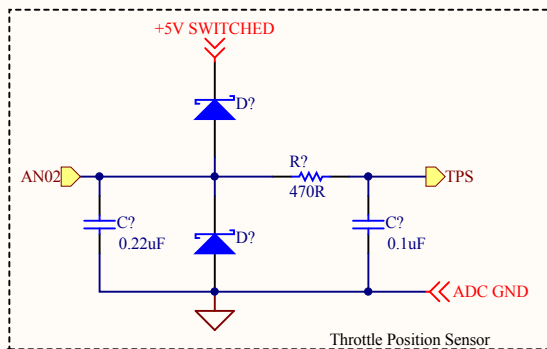 +5V SWITCHED
D?
AN02
R?
470R
TPS
C?
0.22uF
D?
C?
0.1uF
ADC GND
Throttle Position Sensor